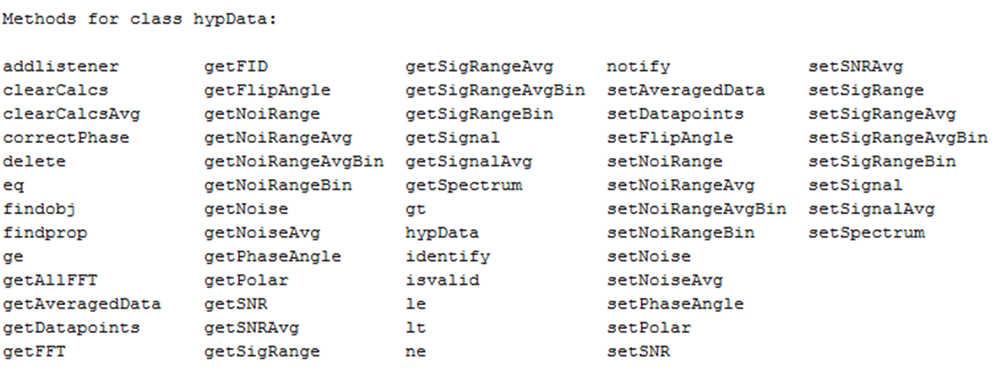 Methods for class hypData:
addlistener getFID getSigRangeAvg notify setSNRAvg
clearCalcs getFlipAngle getSigRangeAvgBin setAveragedData setSigRange
clearCalcsAvg getNoiRange getSigRangeBin setDatapoints setSigRangeAvg
correctPhase getNoiRangeAvg getSignal setFlipAngle setSigRangeAvgBin
delete getNoiRangeAvgBin getSignalAvg setNoiRange setSigRangeBin
eq getNoiRangeBin getSpectrum setNoiRangeAvg setSignal
findobj getNoise gt setNoiRangeAvgBin setSignalAvg
findprop getNoiseAvg hypData setNoiRangeBin setSpectrum
ge getPhaseAngle identify setNoise
getAllFFT getPolar isvalid setNoiseAvg
getAveragedData getSNR le setPhaseAngle
getDatapoints getSNRAvg lt setPolar
getFFT getSigRange ne setSNR